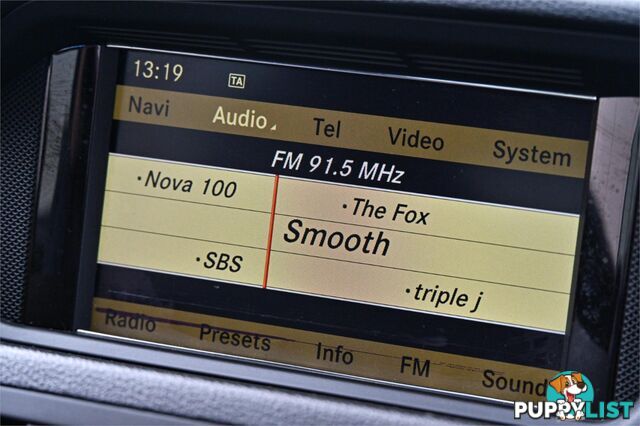 13:19 TA
Navi Audio Tel Video System
FM 91.5 MHz
•Nova 100 •The Fox
Smooth
•SBS •triple j
Radio Presets Info FM Sound
PUPPYLIST